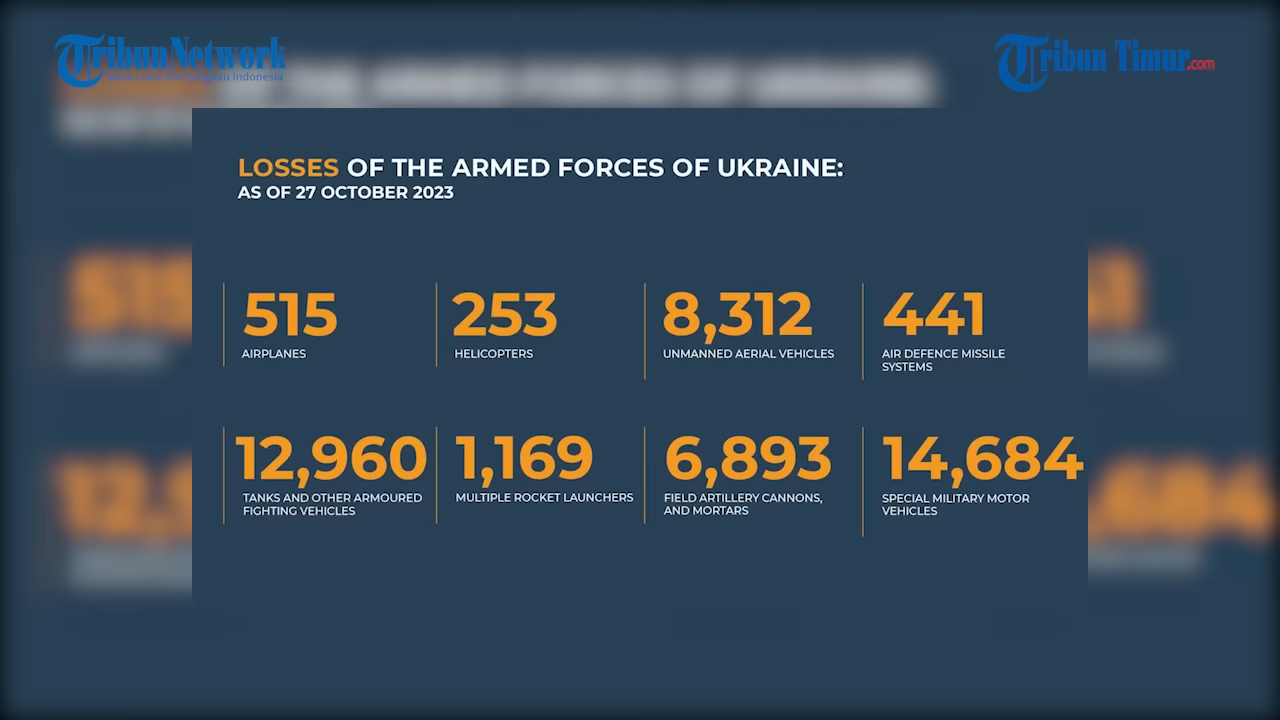 Tribun Network
Tribun Timur.com
LOSSES OF THE ARMED FORCES OF UKRAINE:
AS OF 27 OCTOBER 2023
515
AIRPLANES
253
HELICOPTERS
8,312
UNMANNED AERIAL VEHICLES
441
AIR DEFENCE MISSILE
SYSTEMS
12,960
TANKS AND OTHER ARMOURED
FIGHTING VEHICLES
1,169
MULTIPLE ROCKET LAUNCHERS
6,893
FIELD ARTILLERY CANNONS,
AND MORTARS
14,684
SPECIAL MILITARY MOTOR
VEHICLES